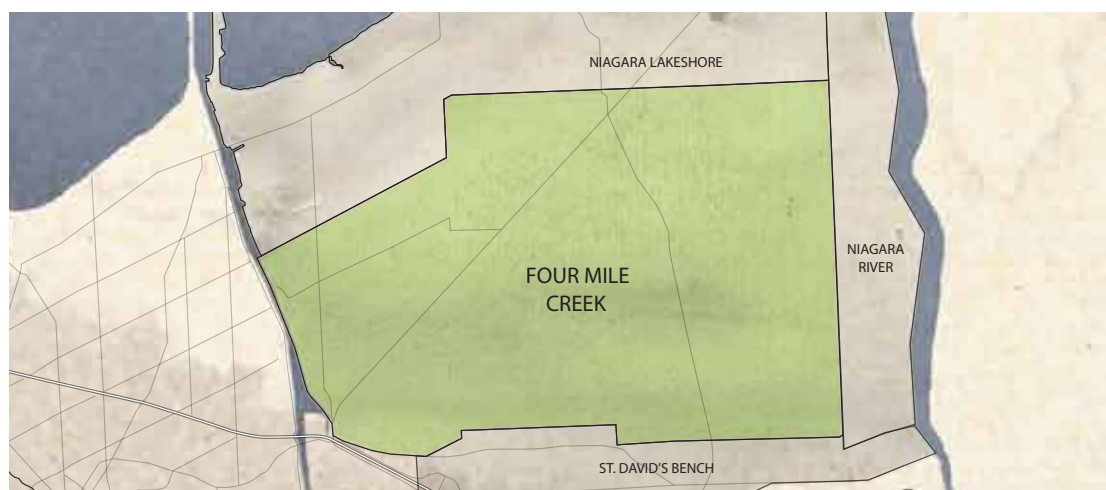 NIAGARA LAKESHORE
NIAGARA
RIVER
FOUR MILE
CREEK
ST. DAVID'S BENCH